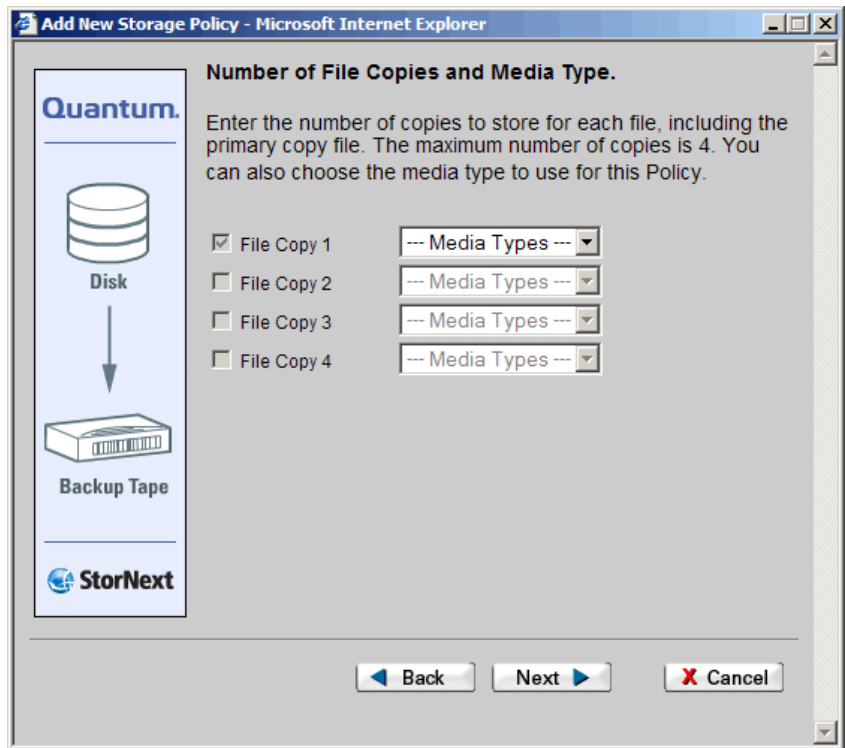 Add New Storage Policy - Microsoft Internet Explorer
Quantum.
Disk
Backup Tape
StorNext
Number of File Copies and Media Type.
Enter the number of copies to store for each file, including the
primary copy file. The maximum number of copies is 4. You
can also choose the media type to use for this Policy.
File Copy 1 --- Media Types ---
File Copy 2 --- Media Types ---
File Copy 3 --- Media Types ---
File Copy 4 --- Media Types ---
Back Next X Cancel